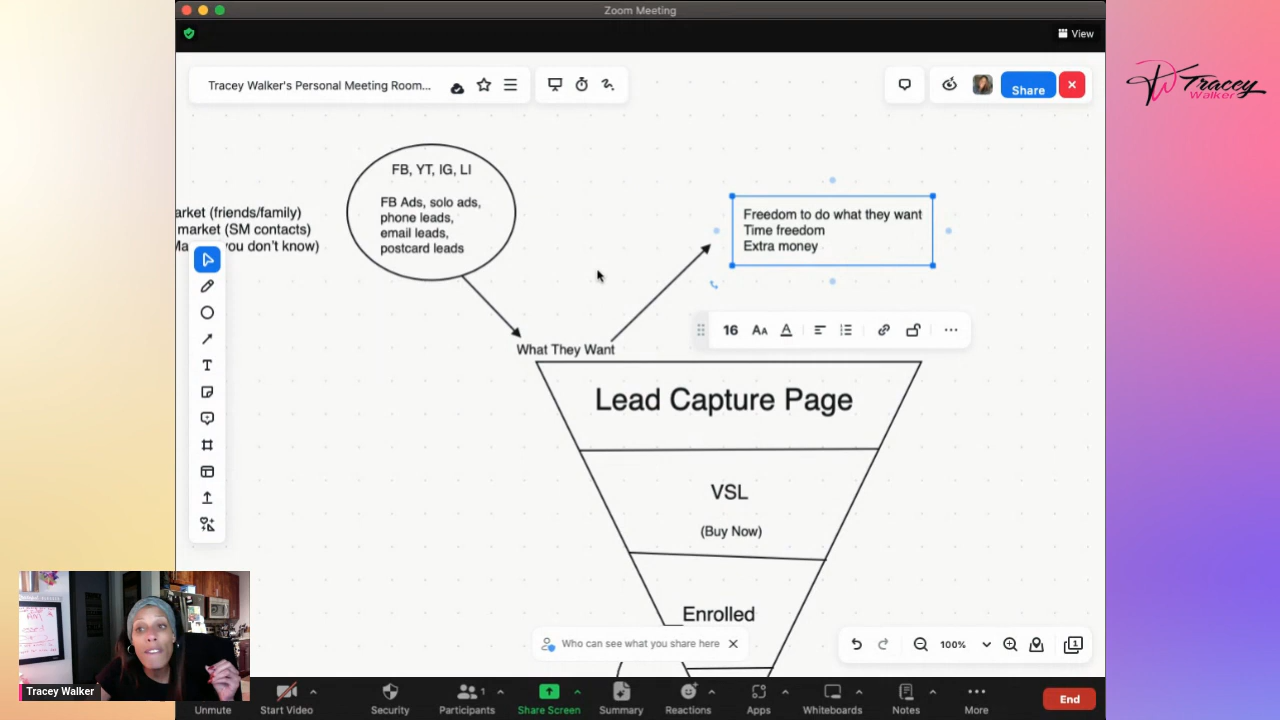 Zoom Meeting
View
Tracey Walker's Personal Meeting Room...
Share
Tracey
Walker
FB, YT, IG, LI
FB Ads, solo ads,
phone leads,
email leads,
postcard leads
arket (friends/family)
market (SM contacts)
you don't know)
Freedom to do what they want
Time freedom
Extra money
16
What They Want
Lead Capture Page
VSL
(Buy Now)
Enrolled
Who can see what you share here
100%
1
Tracey Walker
Unmute
Start Video
Security
Participants
1
Share Screen
Summary
Reactions
Apps
Whiteboards
Notes
More
End